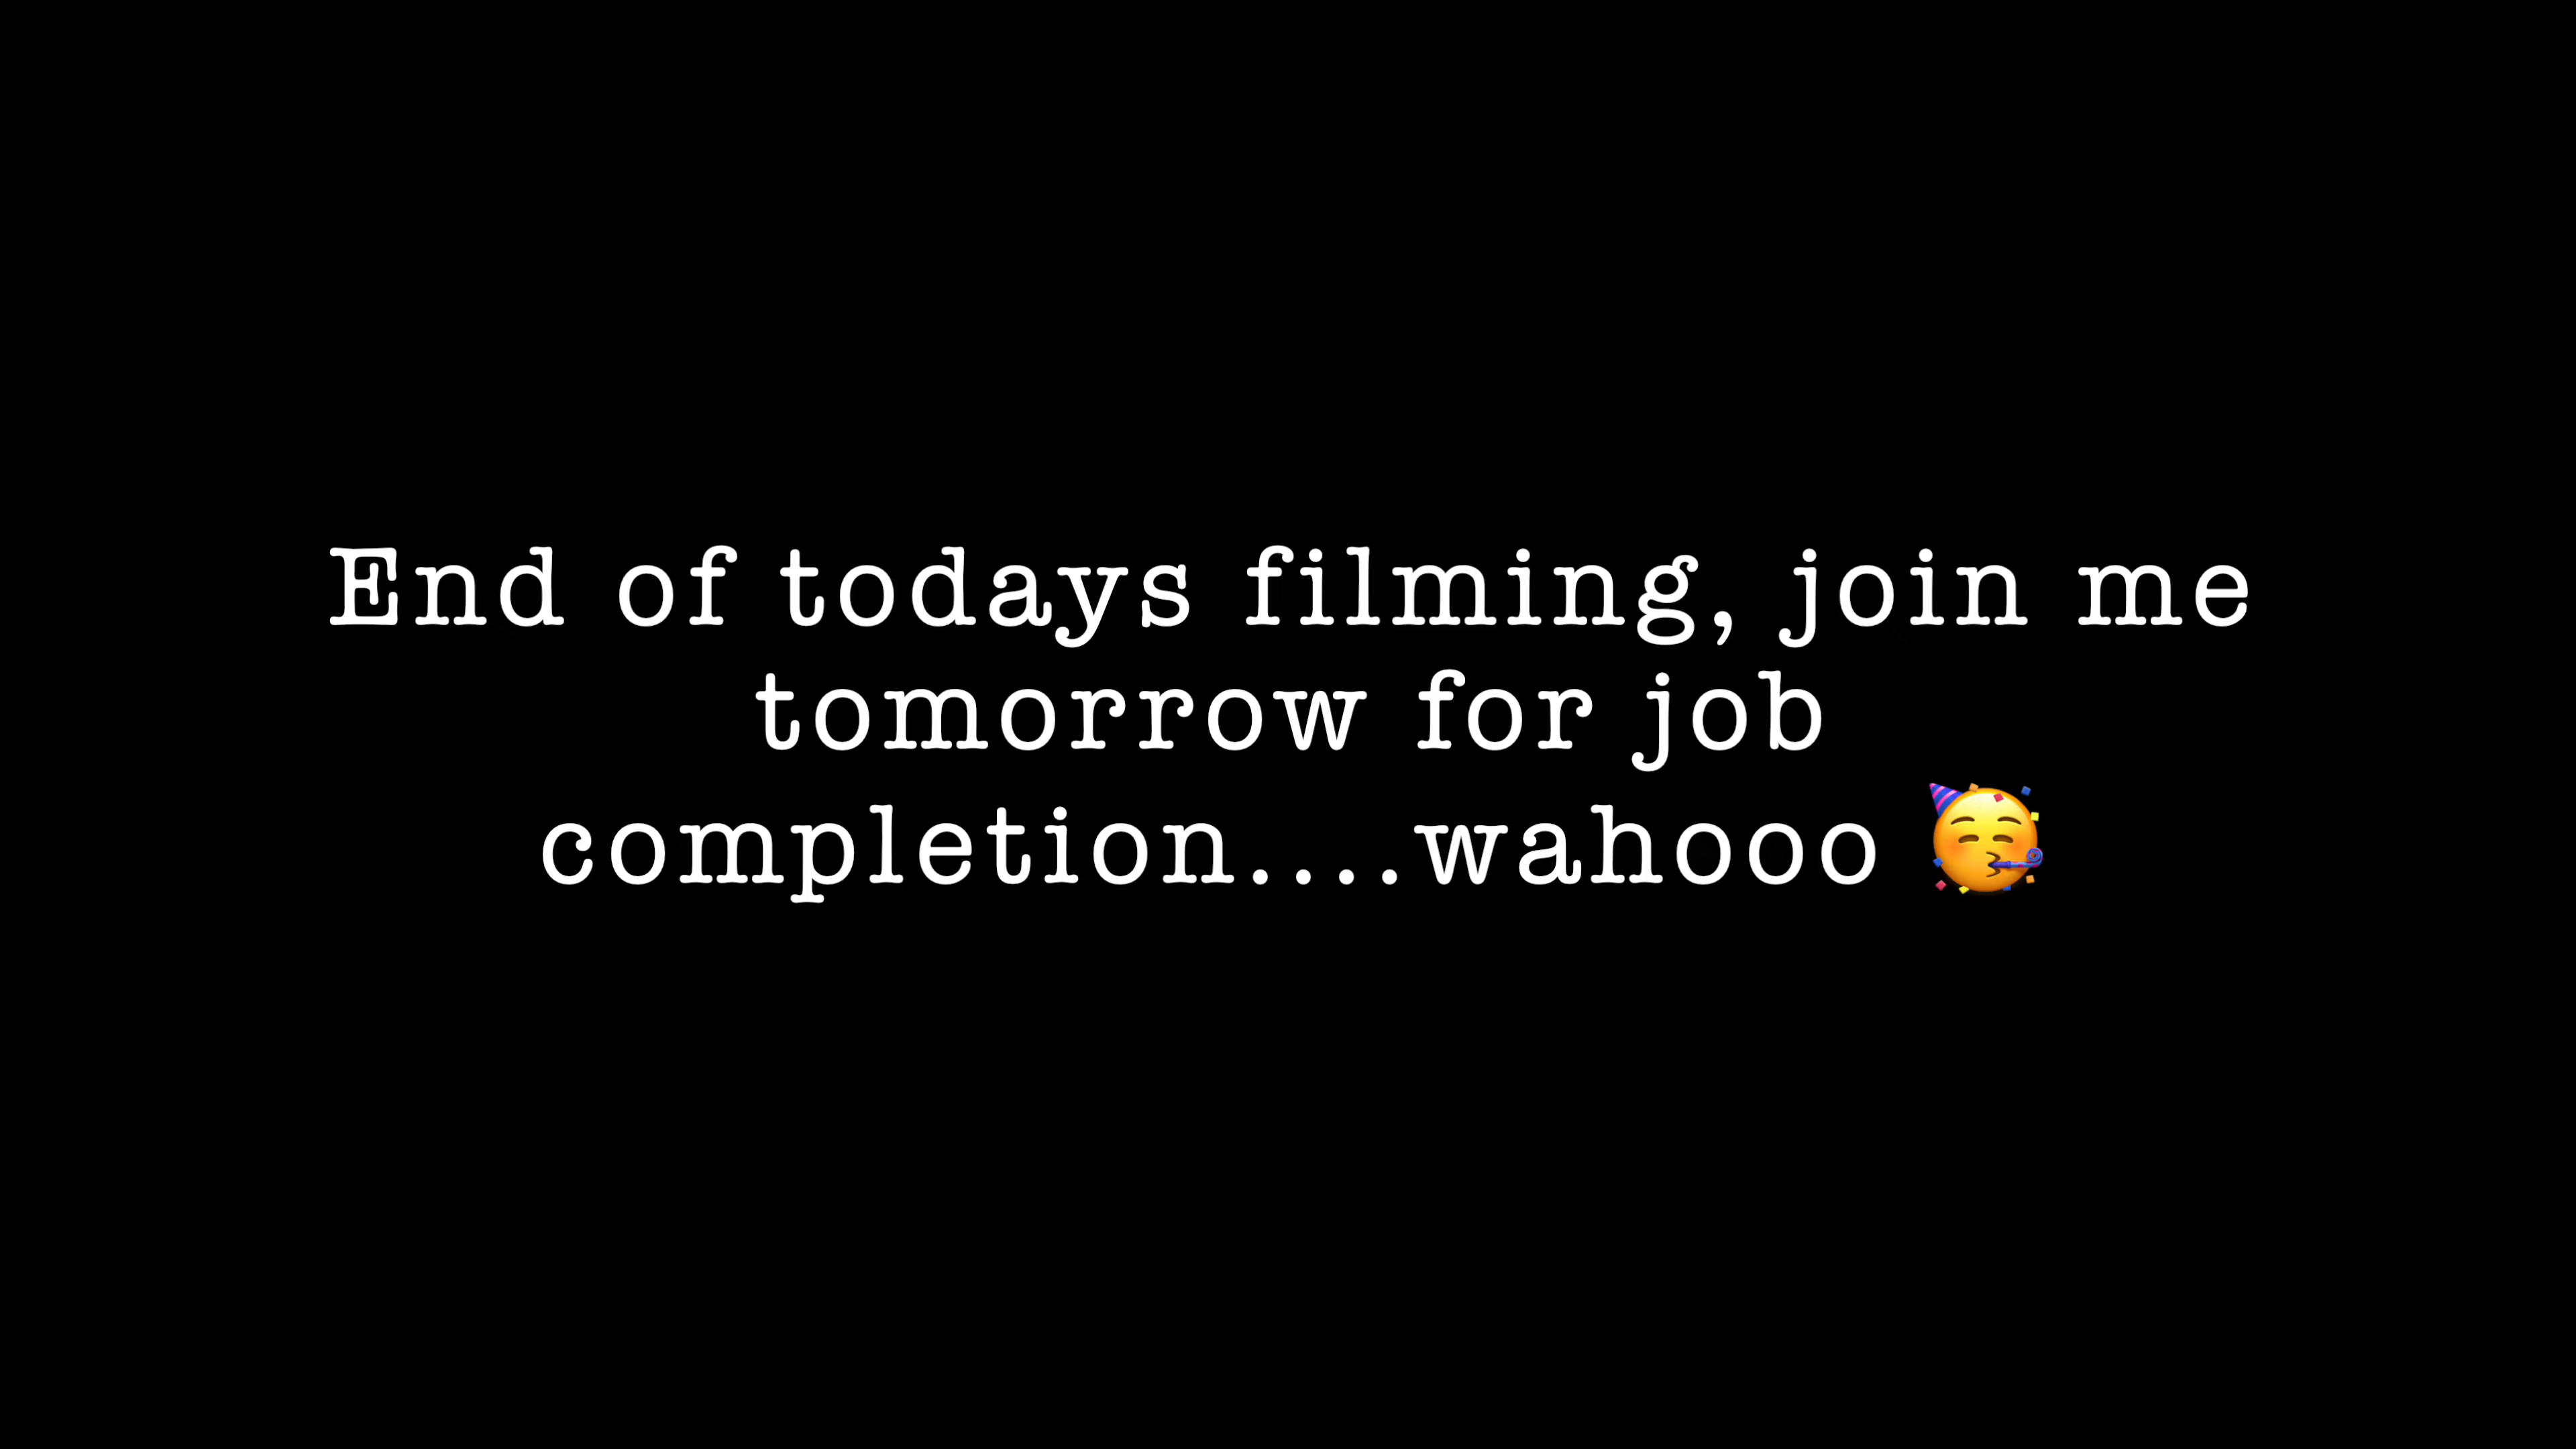 End of todays filming, join me
tomorrow for job
completion....wahooo 🥳